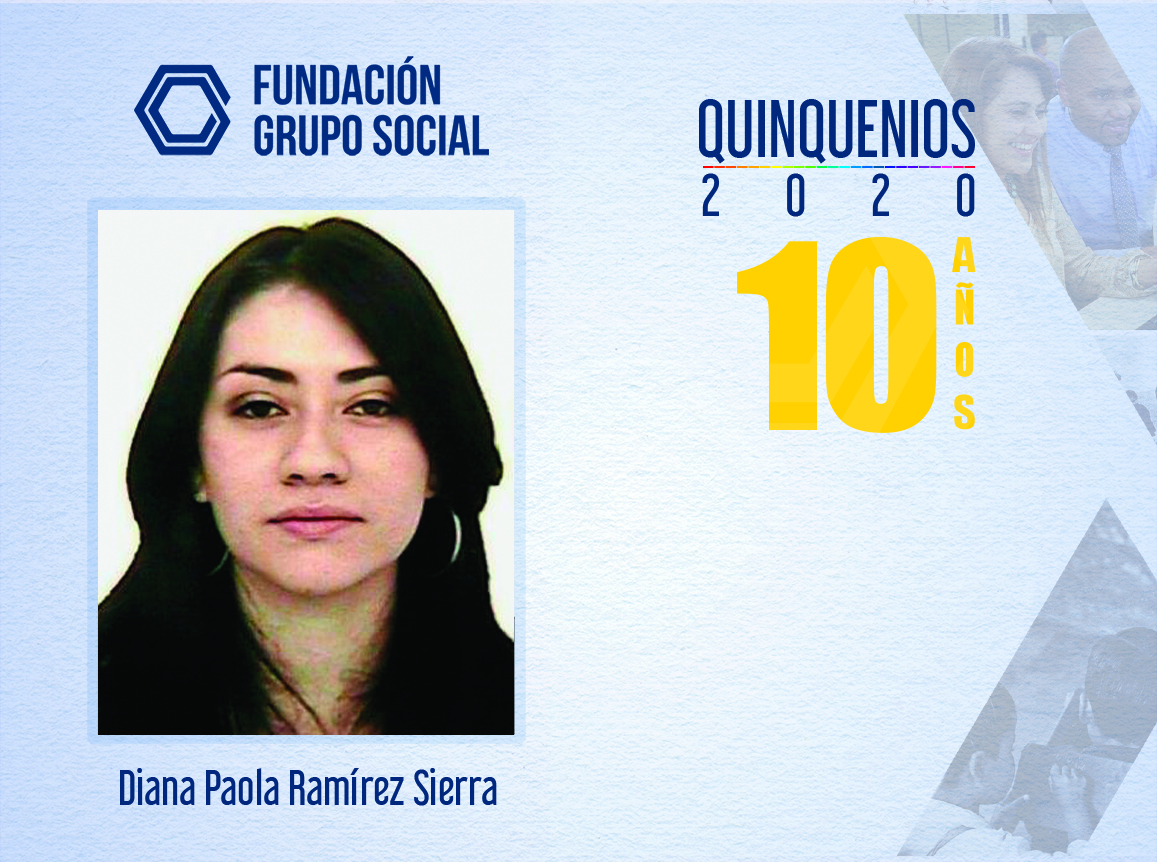 FUNDACIÓN
GRUPO SOCIAL
Diana Paola Ramírez Sierra
QUINQUENIOS
2020
10
AÑOS